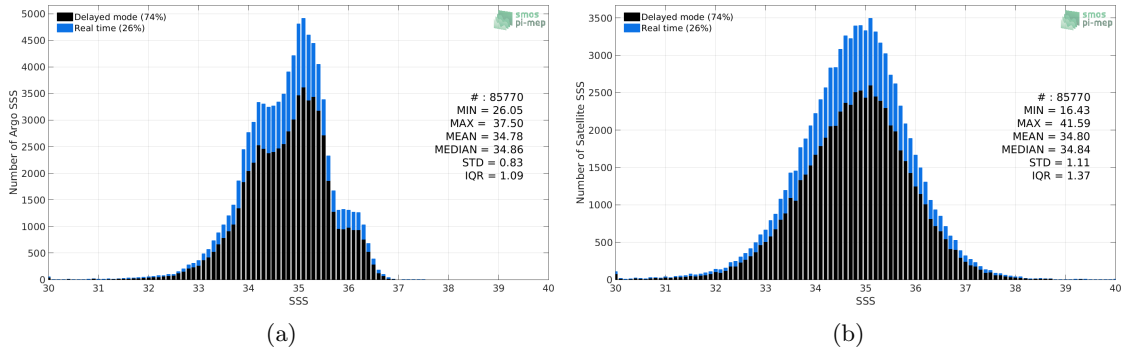 Delayed mode (74%)
Real time (26%)
smos
pi-mep
5000
4500
4000
3500
3000
2500
2000
1500
1000
500
0
Number of Argo SSS
# : 85770
MIN = 26.05
MAX = 37.50
MEAN = 34.78
MEDIAN = 34.86
STD = 0.83
IQR = 1.09
30 31 32 33 34 35 36 37 38 39 40
SSS
(a)
Delayed mode (74%)
Real time (26%)
smos
pi-mep
3500
3000
2500
2000
1500
1000
500
0
Number of Satellite SSS
# : 85770
MIN = 16.43
MAX = 41.59
MEAN = 34.80
MEDIAN = 34.84
STD = 1.11
IQR = 1.37
30 31 32 33 34 35 36 37 38 39 40
SSS
(b)